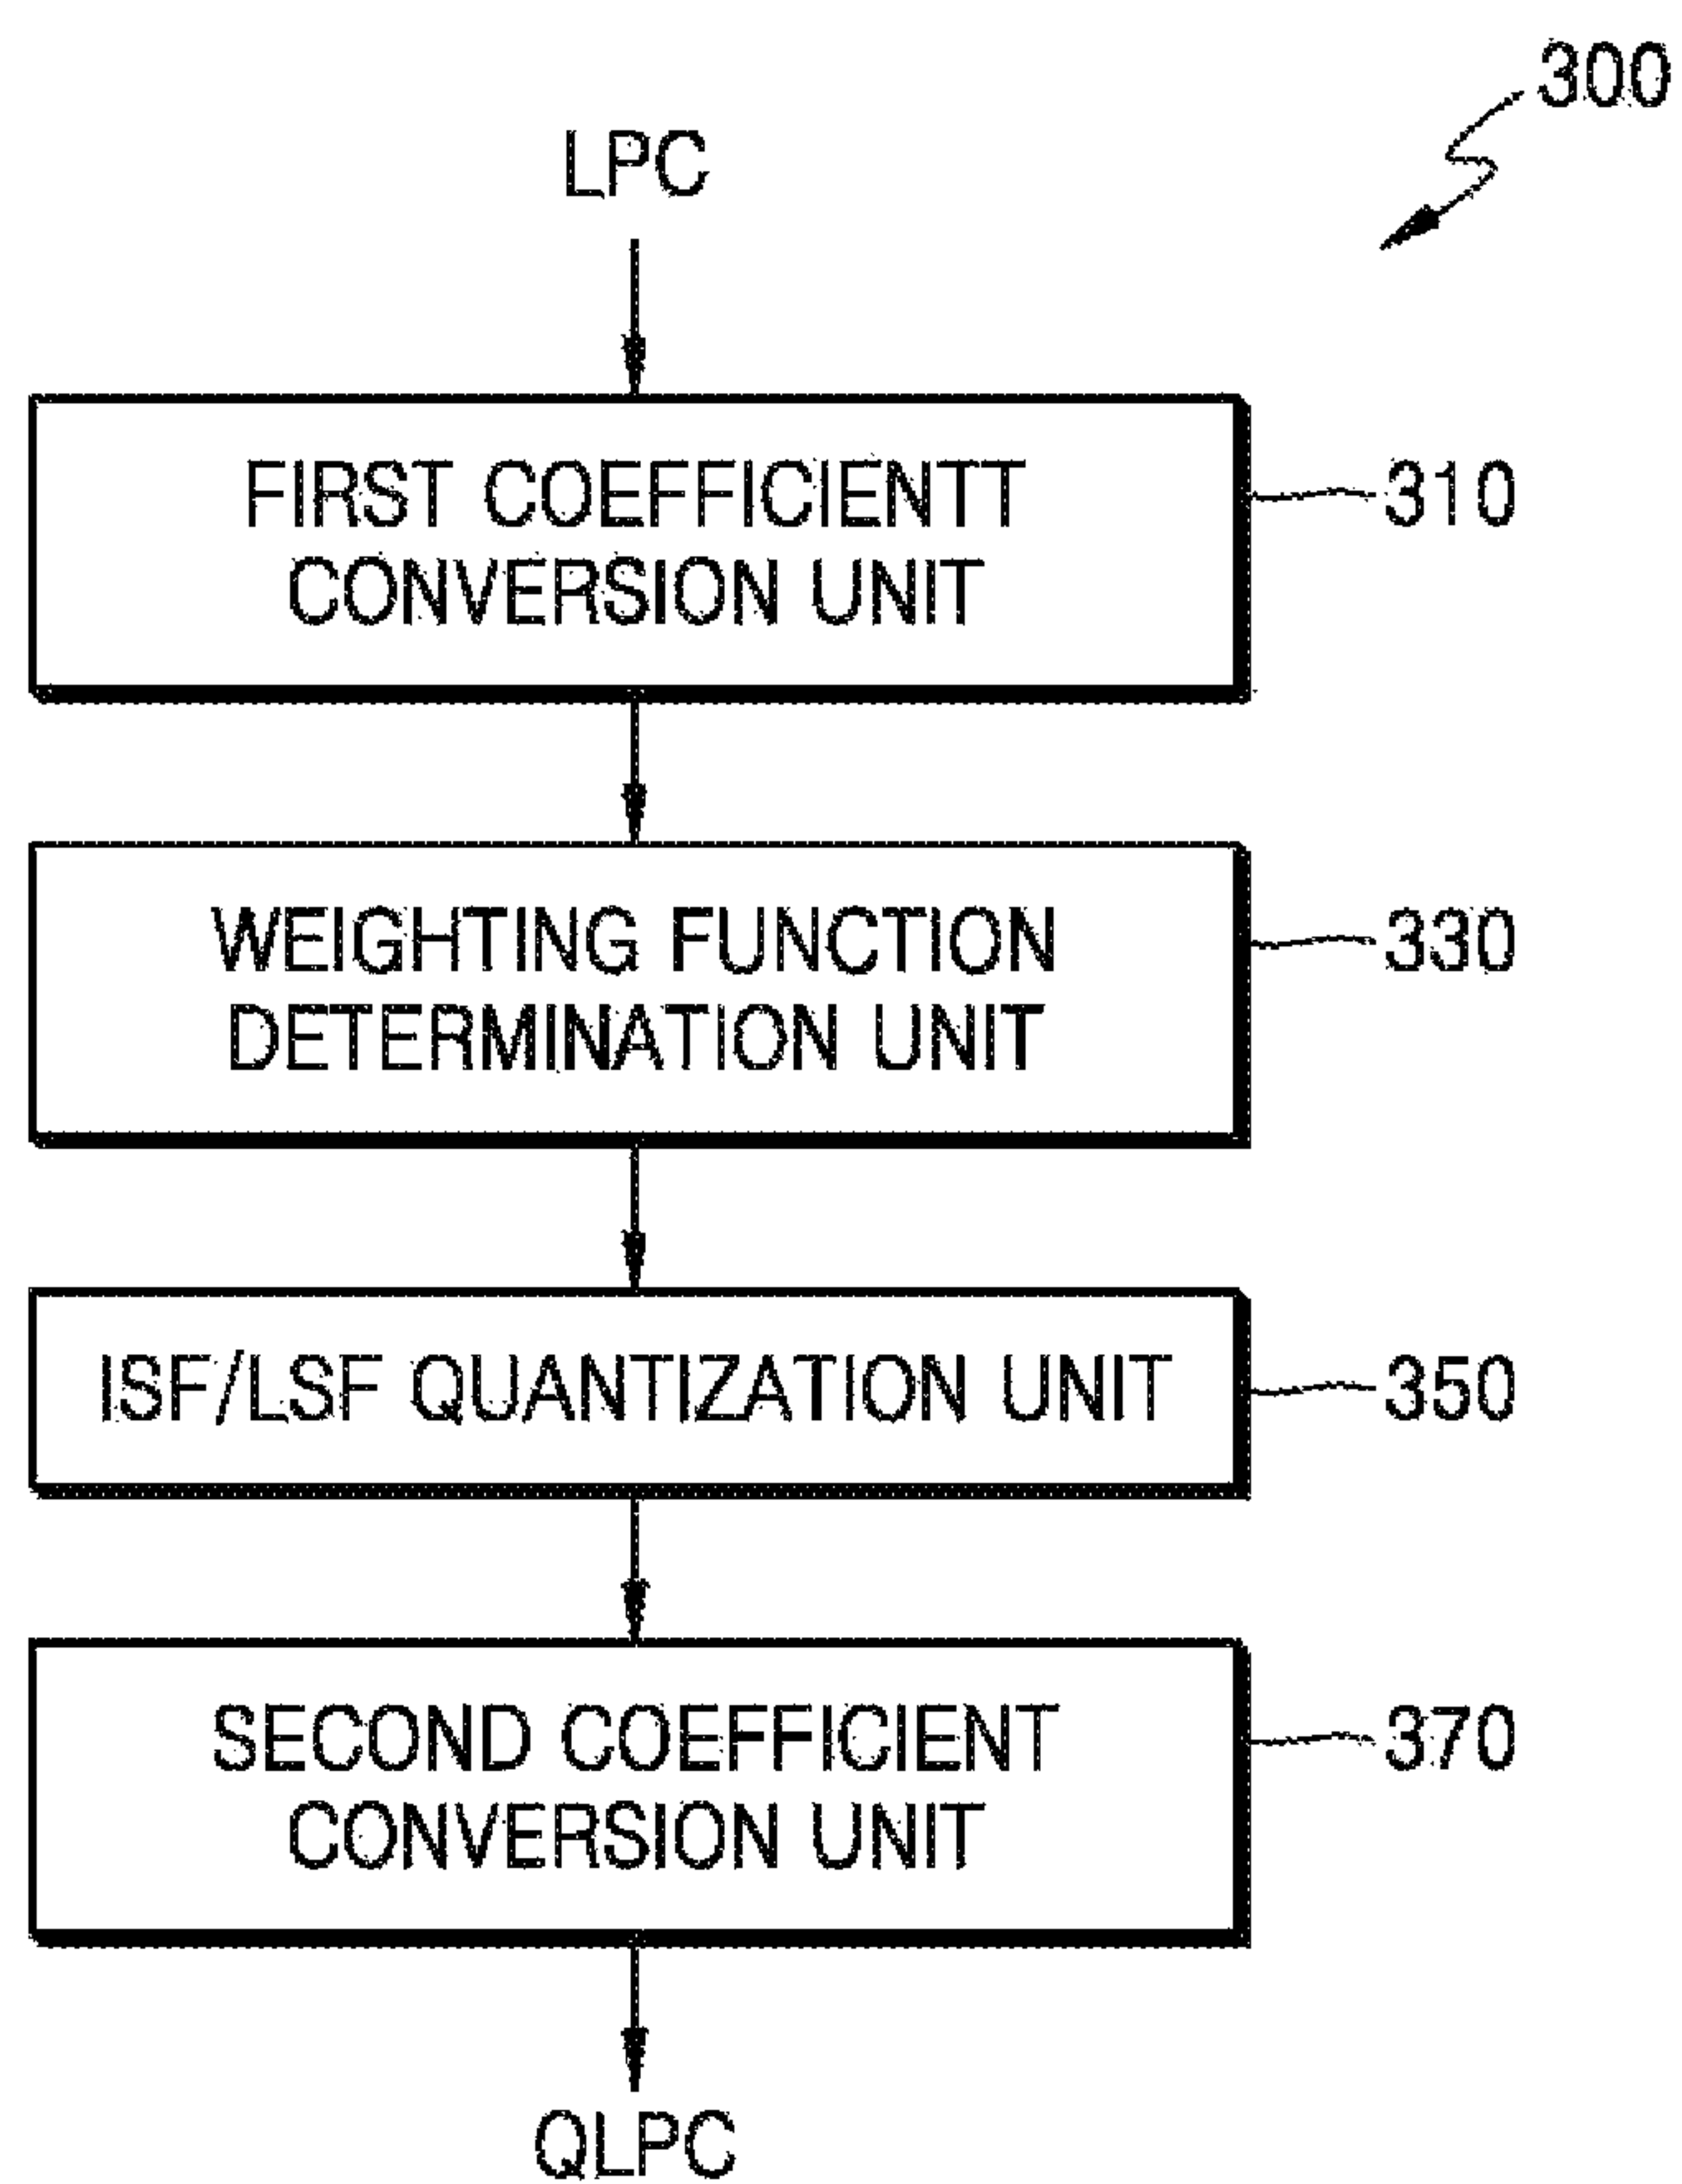 300
LPC
FIRST COEFFICIENTT
CONVERSION UNIT
310
WEIGHTING FUNCTION
DETERMINATION UNIT
330
ISF/LSF QUANTIZATION UNIT
350
SECOND COEFFICIENT
CONVERSION UNIT
370
QLPC